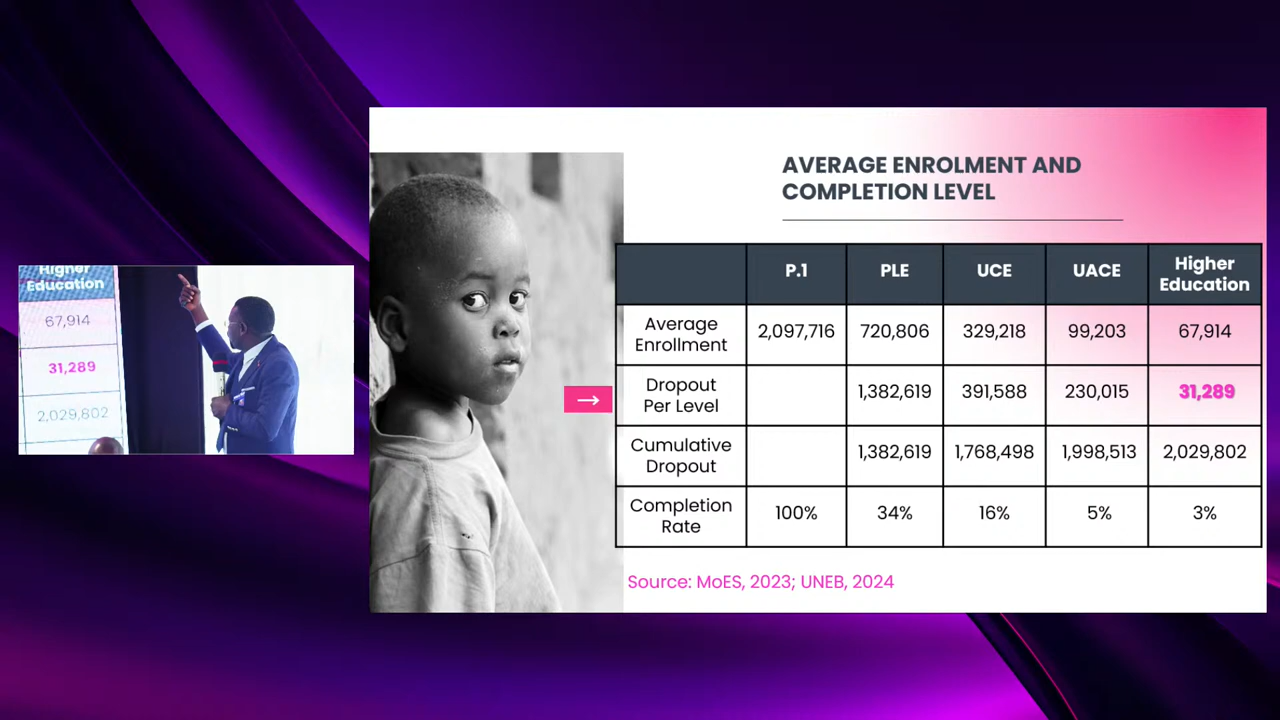 Higher
Education
67,914
31,289
2,029,802
AVERAGE ENROLMENT AND
COMPLETION LEVEL
P.1 PLE UCE UACE Higher
Education
Average
Enrollment 2,097,716 720,806 329,218 99,203 67,914
Dropout
Per Level 1,382,619 391,588 230,015 31,289
Cumulative
Dropout 1,382,619 1,768,498 1,998,513 2,029,802
Completion
Rate 100% 34% 16% 5% 3%
Source: MoES, 2023; UNEB, 2024